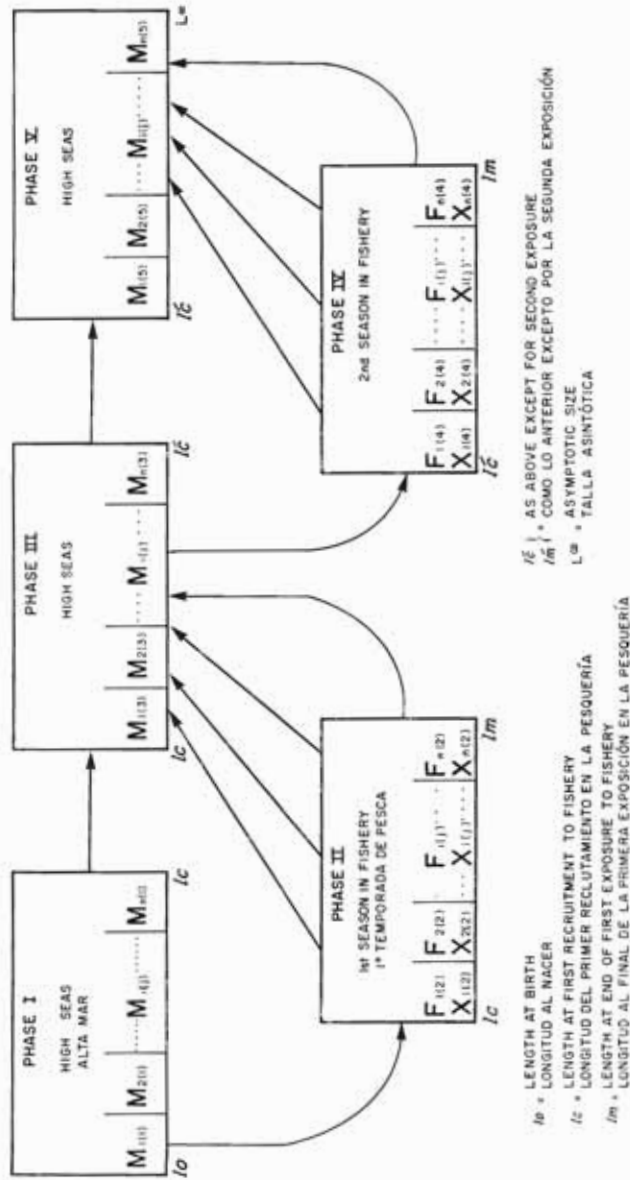 PHASE I
HIGH SEAS
ALTA MAR
M1(1) M2(1) ······ Mi(j) ······ Mn(1)
lo lc
PHASE III
HIGH SEAS
M1(3) M2(3) ···· Mi(j) ···· Mn(3)
lc lć
PHASE V
HIGH SEAS
M1(5) M2(5) ···· Mi(j) ···· Mn(5)
lć L∞
PHASE II
1st SEASON IN FISHERY
1ª TEMPORADA DE PESCA
F1(2) F2(2) Fi(j) ···· Fn(2)
X1(2) X2(2) ··· Xi(j) ···· Xn(2)
lc lm
PHASE IV
2nd SEASON IN FISHERY
F1(4) F2(4) ···· Fi(j) ··· Fn(4)
X1(4) X2(4) ···· Xi(j) ··· Xn(4)
lć lm
lo = LENGTH AT BIRTH
LONGITUD AL NACER
lc = LENGTH AT FIRST RECRUITMENT TO FISHERY
LONGITUD DEL PRIMER RECLUTAMIENTO EN LA PESQUERÍA
lm = LENGTH AT END OF FIRST EXPOSURE TO FISHERY
LONGITUD AL FINAL DE LA PRIMERA EXPOSICIÓN EN LA PESQUERÍA
lć AS ABOVE EXCEPT FOR SECOND EXPOSURE
lḿ = COMO LO ANTERIOR EXCEPTO POR LA SEGUNDA EXPOSICIÓN
L∞ = ASYMPTOTIC SIZE
TALLA ASINTÓTICA